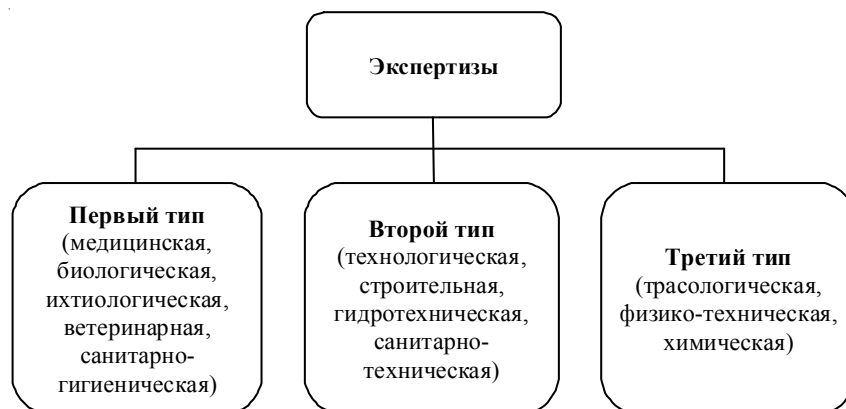 Экспертизы
Первый тип
(медицинская,
биологическая,
ихтиологическая,
ветеринарная,
санитарно-
гигиеническая)
Второй тип
(технологическая,
строительная,
гидротехническая,
санитарно-
техническая)
Третий тип
(трасологическая,
физико-техническая,
химическая)